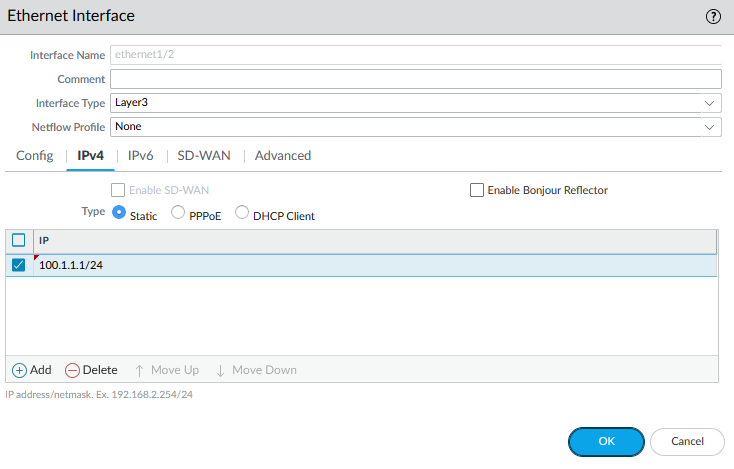 Ethernet Interface
Interface Name ethernet1/2
Comment
Interface Type Layer3
Netflow Profile None
Config IPv4 IPv6 SD-WAN Advanced
Enable SD-WAN Enable Bonjour Reflector
Type Static PPPoE DHCP Client
IP
100.1.1.1/24
Add Delete Move Up Move Down
IP address/netmask. Ex. 192.168.2.254/24
OK Cancel